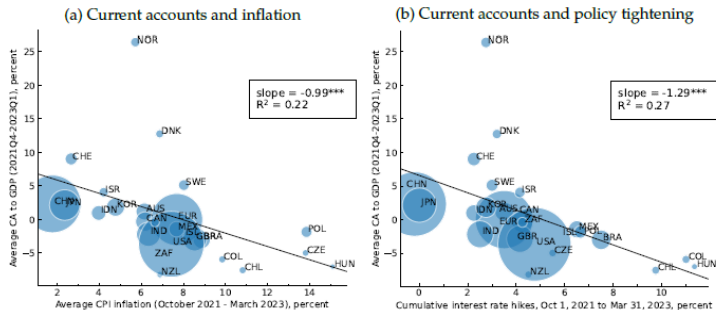 (a) Current accounts and inflation
Average CA to GDP (2021Q4-2023Q1), percent
25
20
15
10
5
0
−5
slope = -0.99***
R² = 0.22
NOR
DNK
CHE
SWE
ISR
CHN
JPN
KOR
IDN
AUS
CAN
EUR
MEX
IND
ISL
GBR
BRA
USA
ZAF
POL
CZE
COL
NZL
CHL
HUN
2 4 6 8 10 12 14
Average CPI inflation (October 2021 - March 2023), percent
(b) Current accounts and policy tightening
Average CA to GDP (2021Q4-2023Q1), percent
25
20
15
10
5
0
−5
slope = -1.29***
R² = 0.27
NOR
DNK
CHE
SWE
ISR
CHN
JPN
KOR
IDN
AUS
CAN
EUR
ZAF
IND
MEX
ISL
POL
GBR
USA
BRA
CZE
COL
NZL
CHL
HUN
0 2 4 6 8 10
Cumulative interest rate hikes, Oct 1, 2021 to Mar 31, 2023, percent